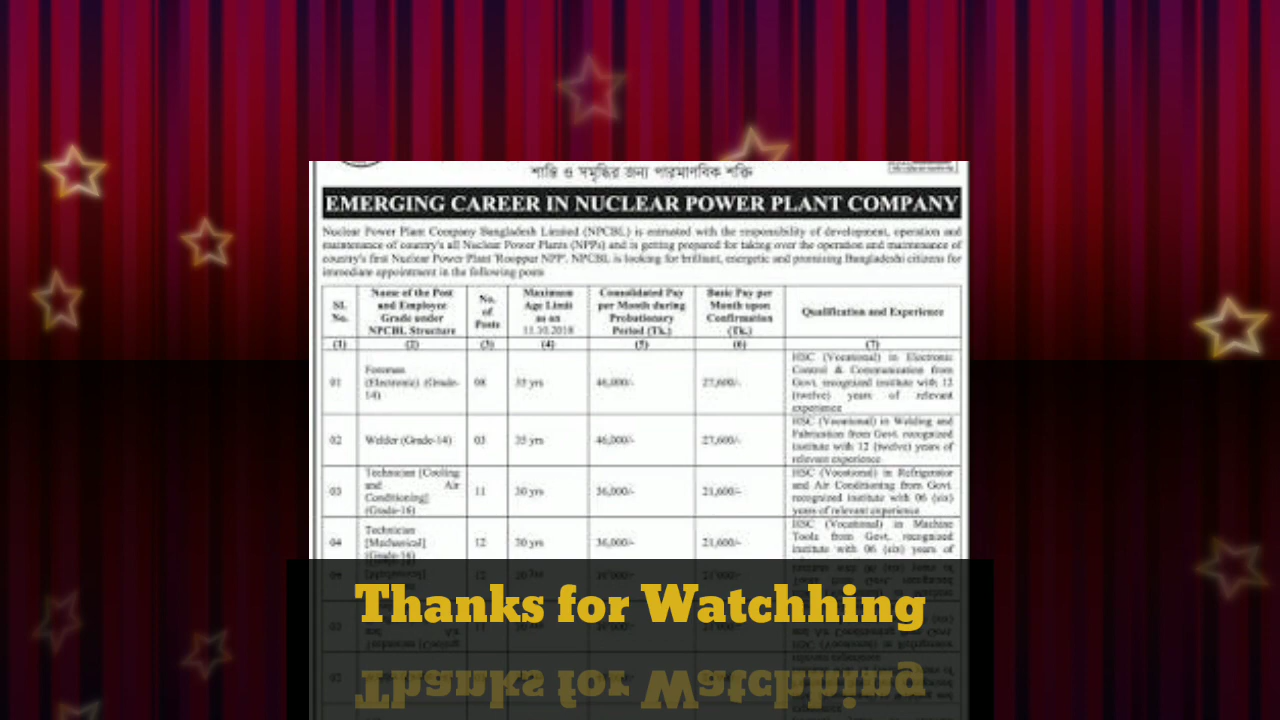 শান্তি ও সমৃদ্ধির জন্য পারমাণবিক শক্তি
EMERGING CAREER IN NUCLEAR POWER PLANT COMPANY
Nuclear Power Plant Company Bangladesh Limited (NPCBL) is entrusted with the responsibility of development, operation and
maintenance of country's all Nuclear Power Plants (NPPs) and is getting prepared for taking over the operation and maintenance of
country's first Nuclear Power Plant 'Rooppur NPP'. NPCBL is looking for brilliant, energetic and promising Bangladeshi citizens for
immediate appointment in the following posts
Sl. No. | Name of the Post and Employee Grade under NPCBL Structure | No. of Posts | Maximum Age Limit as on 11.10.2018 | Consolidated Pay per Month during Probationary Period (Tk.) | Basic Pay per Month upon Confirmation (Tk.) | Qualification and Experience
(1) | (2) | (3) | (4) | (5) | (6) | (7)
01 | Foreman (Electronic) (Grade-14) | 08 | 35 yrs | 46,000/- | 27,600/- | HSC (Vocational) in Electronic Control & Communication from Govt. recognized institute with 12 (twelve) years of relevant experience
02 | Welder (Grade-14) | 03 | 35 yrs | 46,000/- | 27,600/- | HSC (Vocational) in Welding and Fabrication from Govt. recognized institute with 12 (twelve) years of relevant experience
03 | Technician [Cooling and Air Conditioning] (Grade-16) | 11 | 30 yrs | 36,000/- | 21,600/- | HSC (Vocational) in Refrigerator and Air Conditioning from Govt. recognized institute with 06 (six) years of relevant experience
04 | Technician [Mechanical] (Grade-16) | 12 | 30 yrs | 36,000/- | 21,600/- | HSC (Vocational) in Machine Tools from Govt. recognized institute with 06 (six) years of
Thanks for Watchhing